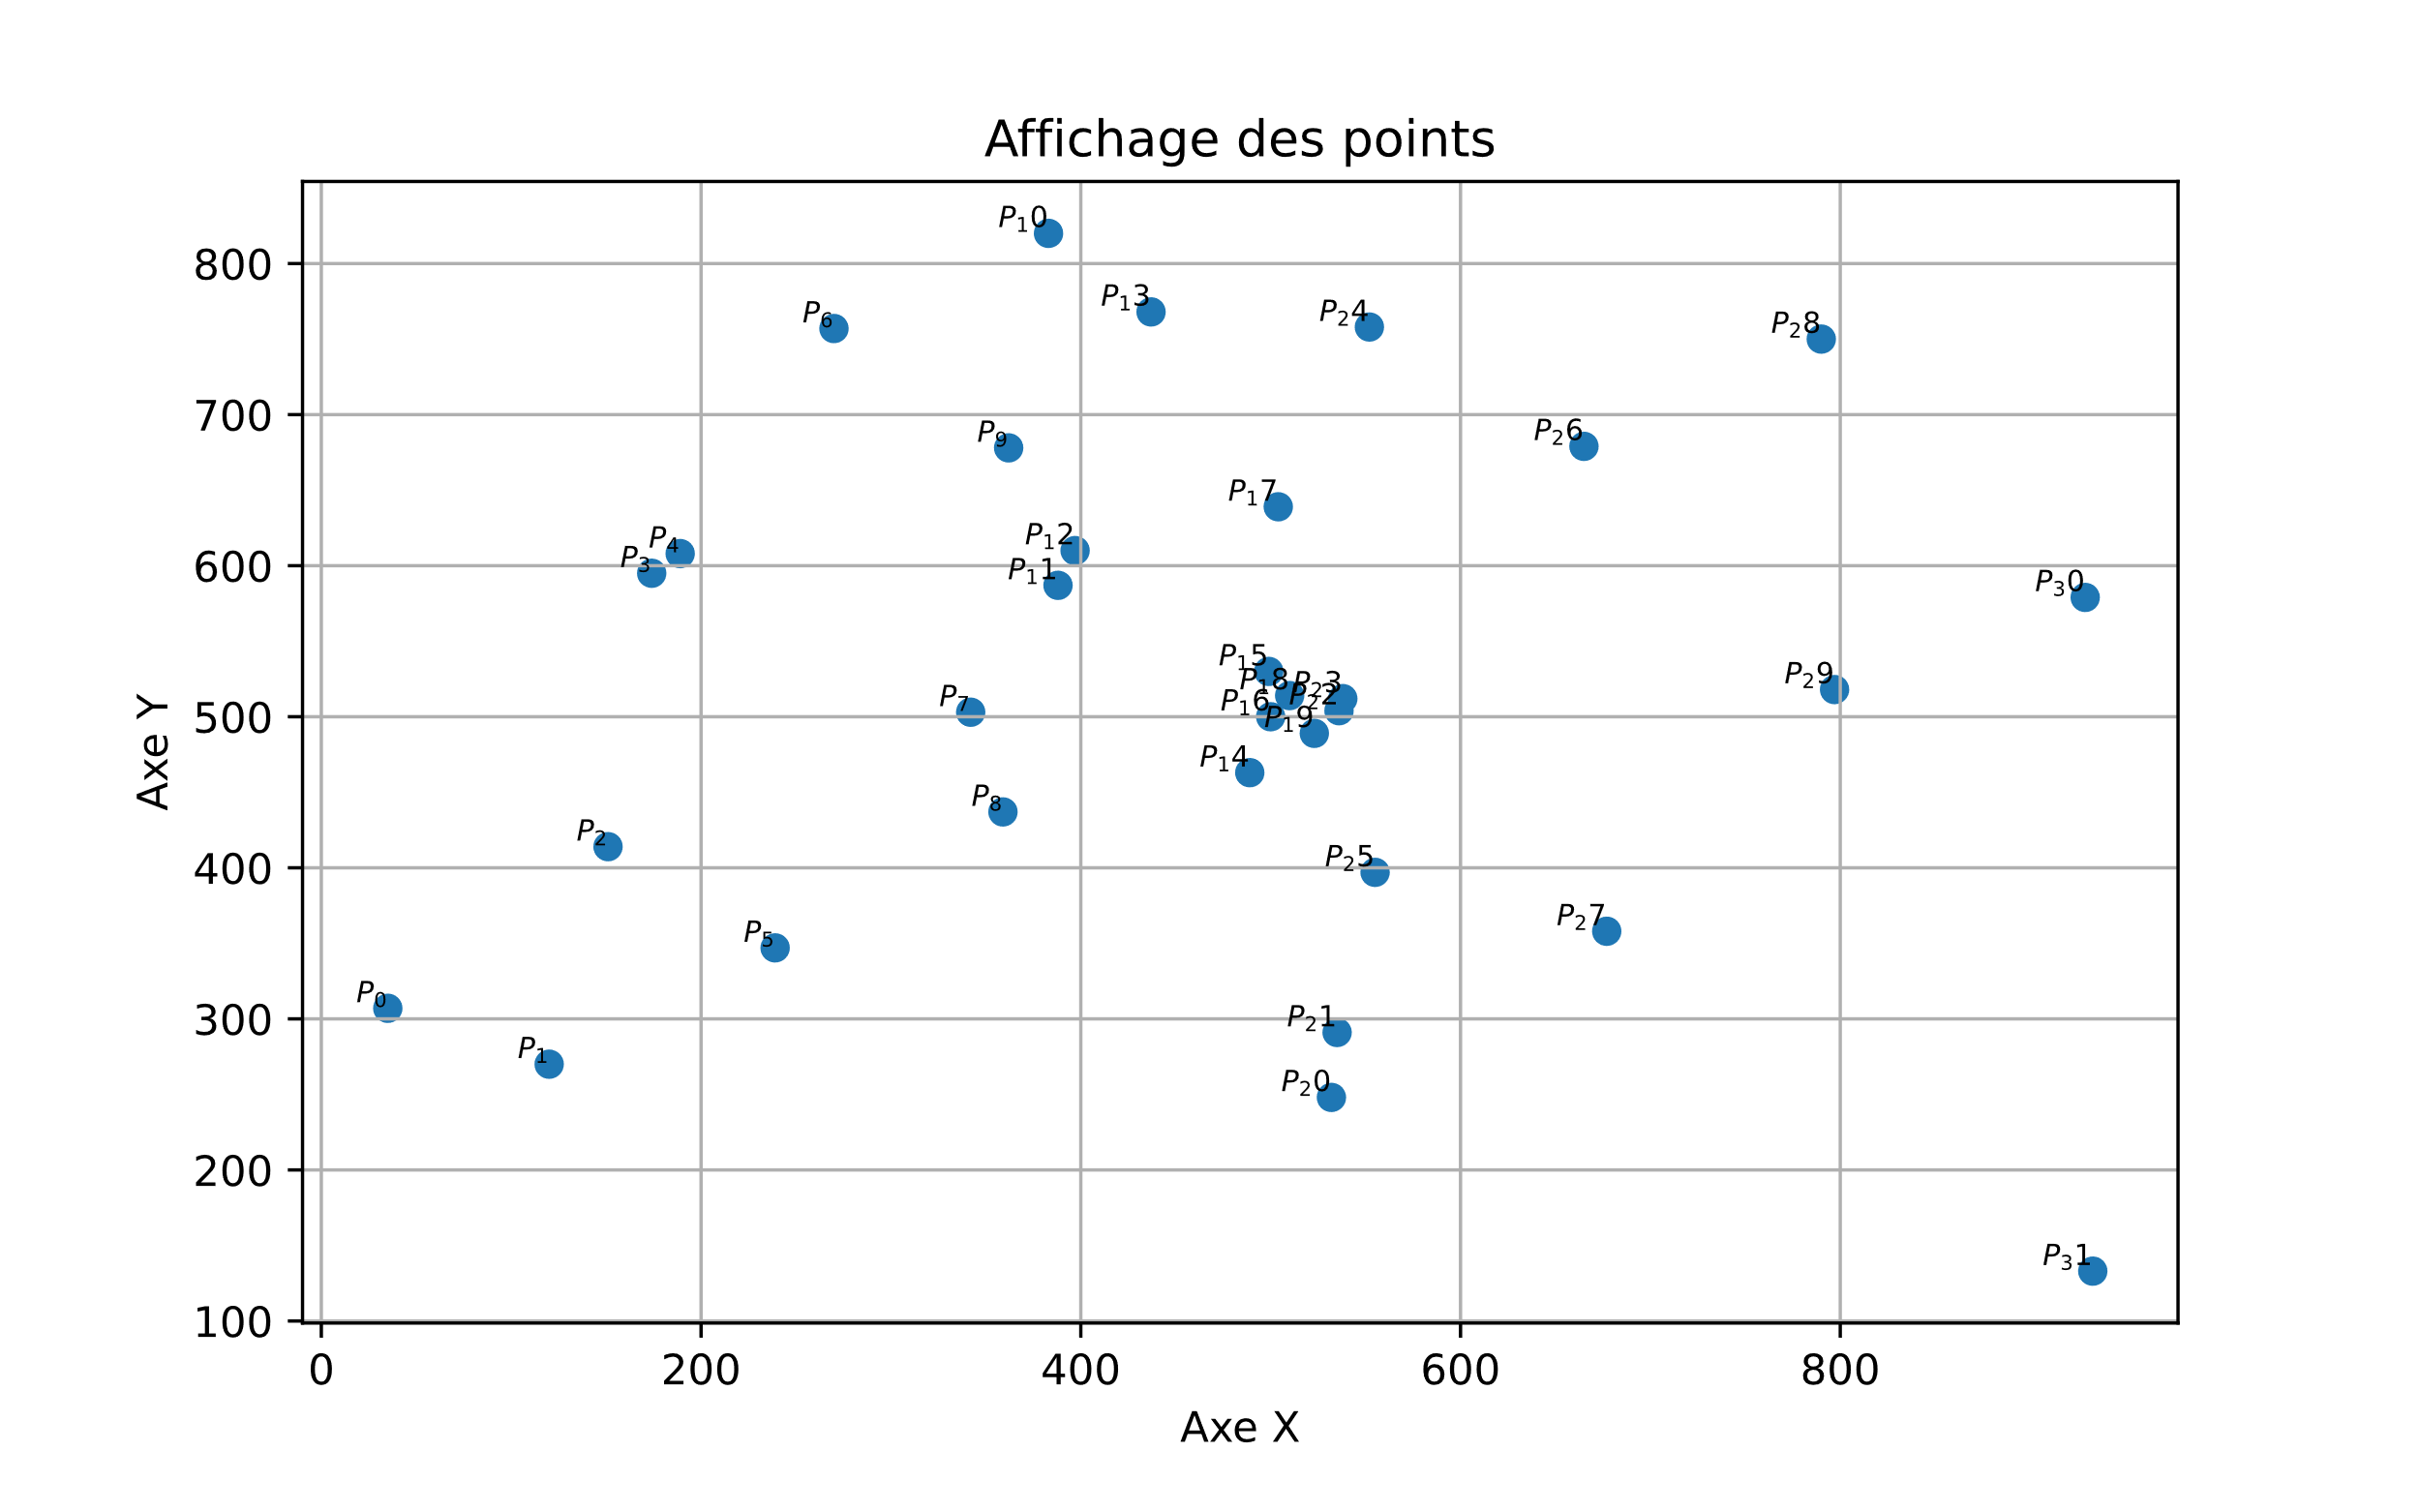 Affichage des points
P₁0
P₁3
P₆
P₂4
P₂8
P₉
P₂6
P₁7
P₄
P₁2
P₃
P₁1
P₃0
P₁5
P₁8
P₂3
P₂2
P₂9
P₇
P₁6
P₁9
P₁4
P₈
P₂
P₂5
P₂7
P₅
P₀
P₁
P₂1
P₂0
P₃1
800
700
600
500
400
300
200
100
Axe Y
0 200 400 600 800
Axe X